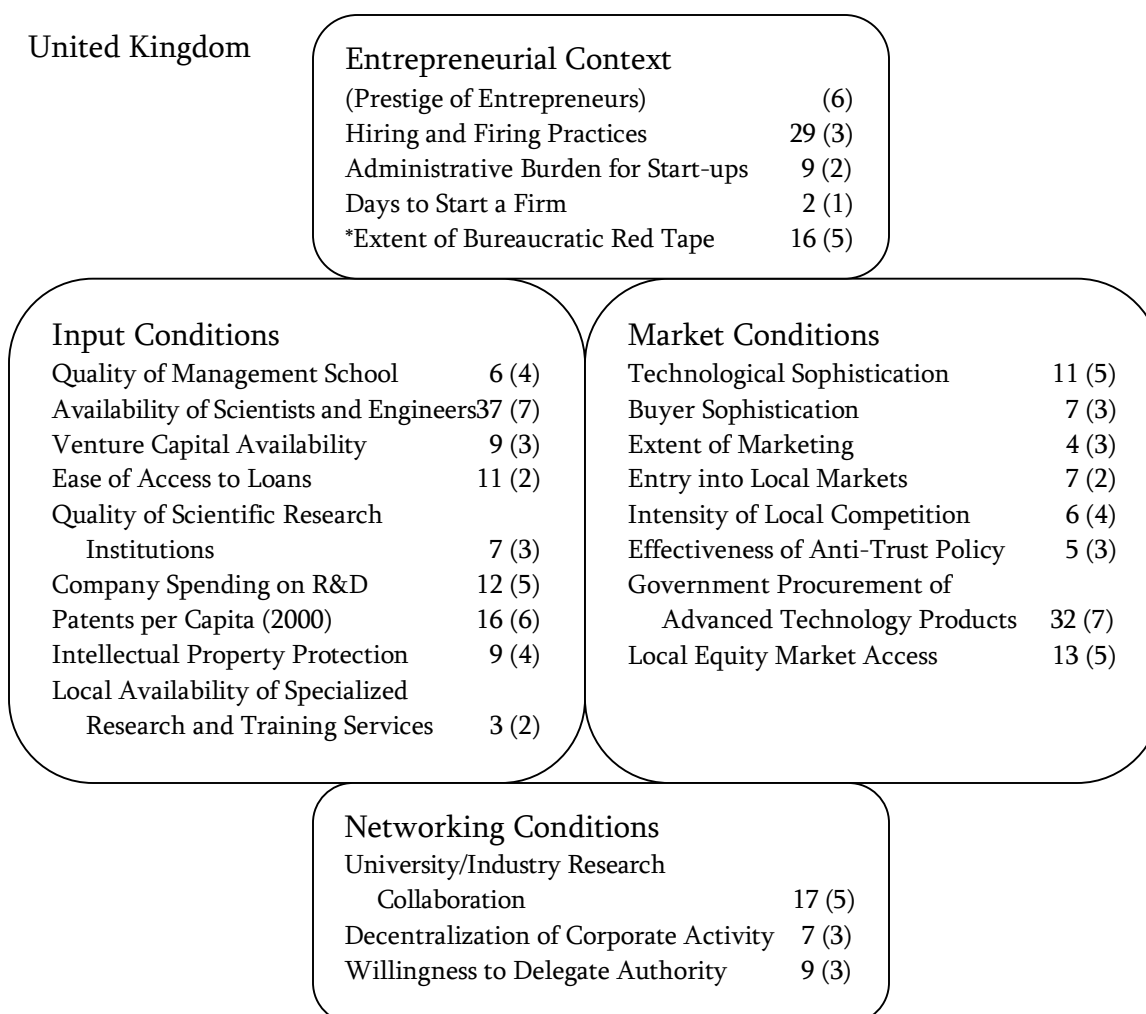 United Kingdom
Entrepreneurial Context
(Prestige of Entrepreneurs) (6)
Hiring and Firing Practices 29 (3)
Administrative Burden for Start-ups 9 (2)
Days to Start a Firm 2 (1)
*Extent of Bureaucratic Red Tape 16 (5)
Input Conditions
Quality of Management School 6 (4)
Availability of Scientists and Engineers37 (7)
Venture Capital Availability 9 (3)
Ease of Access to Loans 11 (2)
Quality of Scientific Research
Institutions 7 (3)
Company Spending on R&D 12 (5)
Patents per Capita (2000) 16 (6)
Intellectual Property Protection 9 (4)
Local Availability of Specialized
Research and Training Services 3 (2)
Market Conditions
Technological Sophistication 11 (5)
Buyer Sophistication 7 (3)
Extent of Marketing 4 (3)
Entry into Local Markets 7 (2)
Intensity of Local Competition 6 (4)
Effectiveness of Anti-Trust Policy 5 (3)
Government Procurement of
Advanced Technology Products 32 (7)
Local Equity Market Access 13 (5)
Networking Conditions
University/Industry Research
Collaboration 17 (5)
Decentralization of Corporate Activity 7 (3)
Willingness to Delegate Authority 9 (3)